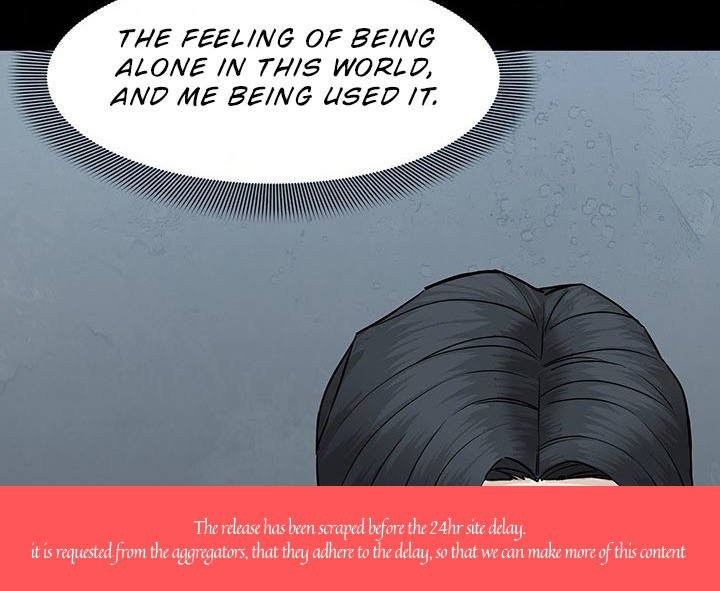 THE FEELING OF BEING
ALONE IN THIS WORLD,
AND ME BEING USED IT.
The release has been scraped before the 24hr site delay.
it is requested from the aggregators, that they adhere to the delay, so that we can make more of this content